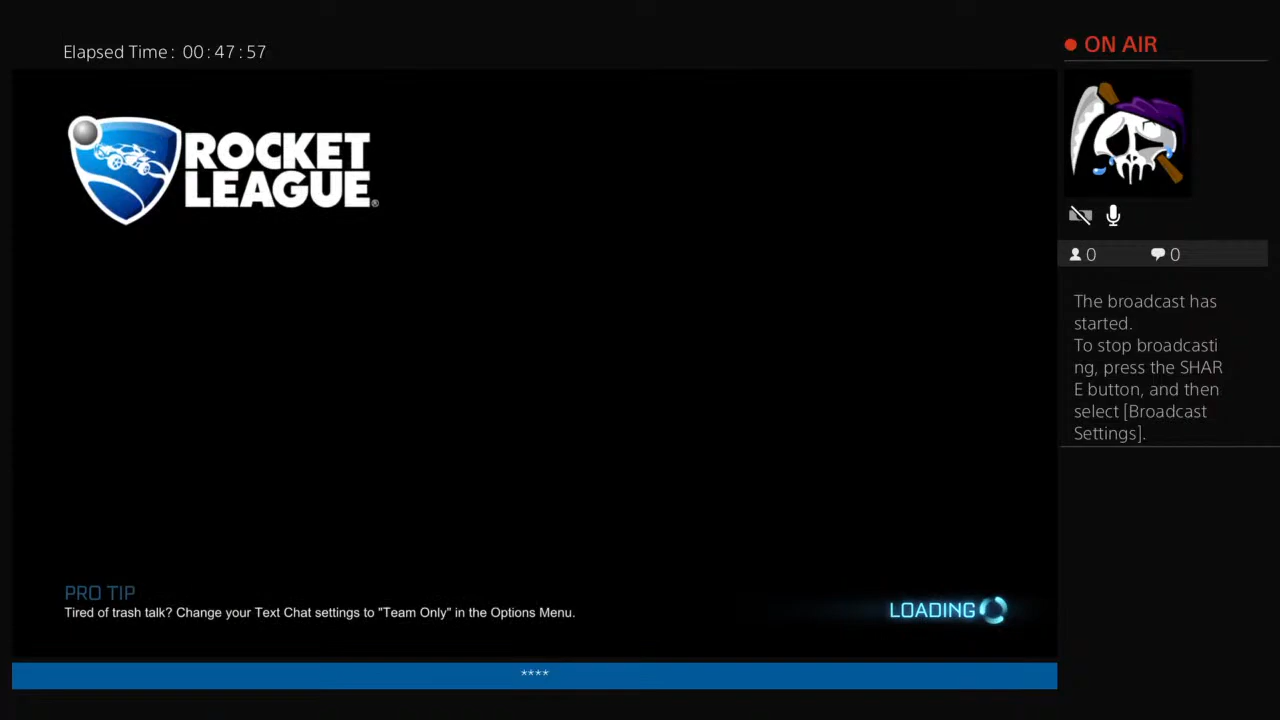 Elapsed Time: 00:47:57
ON AIR
ROCKET
LEAGUE®
0 0
The broadcast has
started.
To stop broadcasti
ng, press the SHAR
E button, and then
select [Broadcast
Settings].
PRO TIP
Tired of trash talk? Change your Text Chat settings to "Team Only" in the Options Menu.
LOADING
****